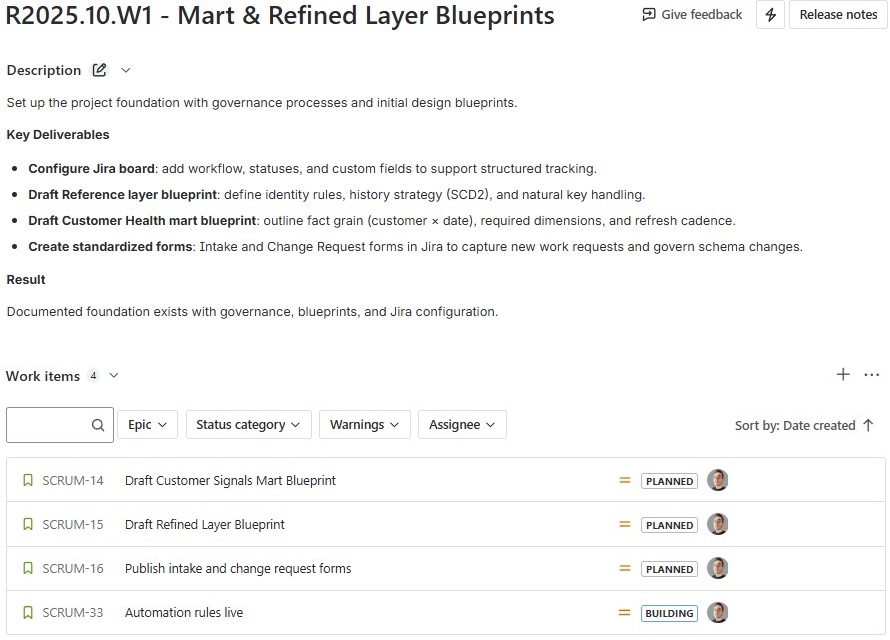 R2025.10.W1 - Mart & Refined Layer Blueprints
Give feedback
Release notes
Description
Set up the project foundation with governance processes and initial design blueprints.
Key Deliverables
• Configure Jira board: add workflow, statuses, and custom fields to support structured tracking.
• Draft Reference layer blueprint: define identity rules, history strategy (SCD2), and natural key handling.
• Draft Customer Health mart blueprint: outline fact grain (customer × date), required dimensions, and refresh cadence.
• Create standardized forms: Intake and Change Request forms in Jira to capture new work requests and govern schema changes.
Result
Documented foundation exists with governance, blueprints, and Jira configuration.
Work items 4
Epic Status category Warnings Assignee Sort by: Date created
SCRUM-14 Draft Customer Signals Mart Blueprint PLANNED
SCRUM-15 Draft Refined Layer Blueprint PLANNED
SCRUM-16 Publish intake and change request forms PLANNED
SCRUM-33 Automation rules live BUILDING